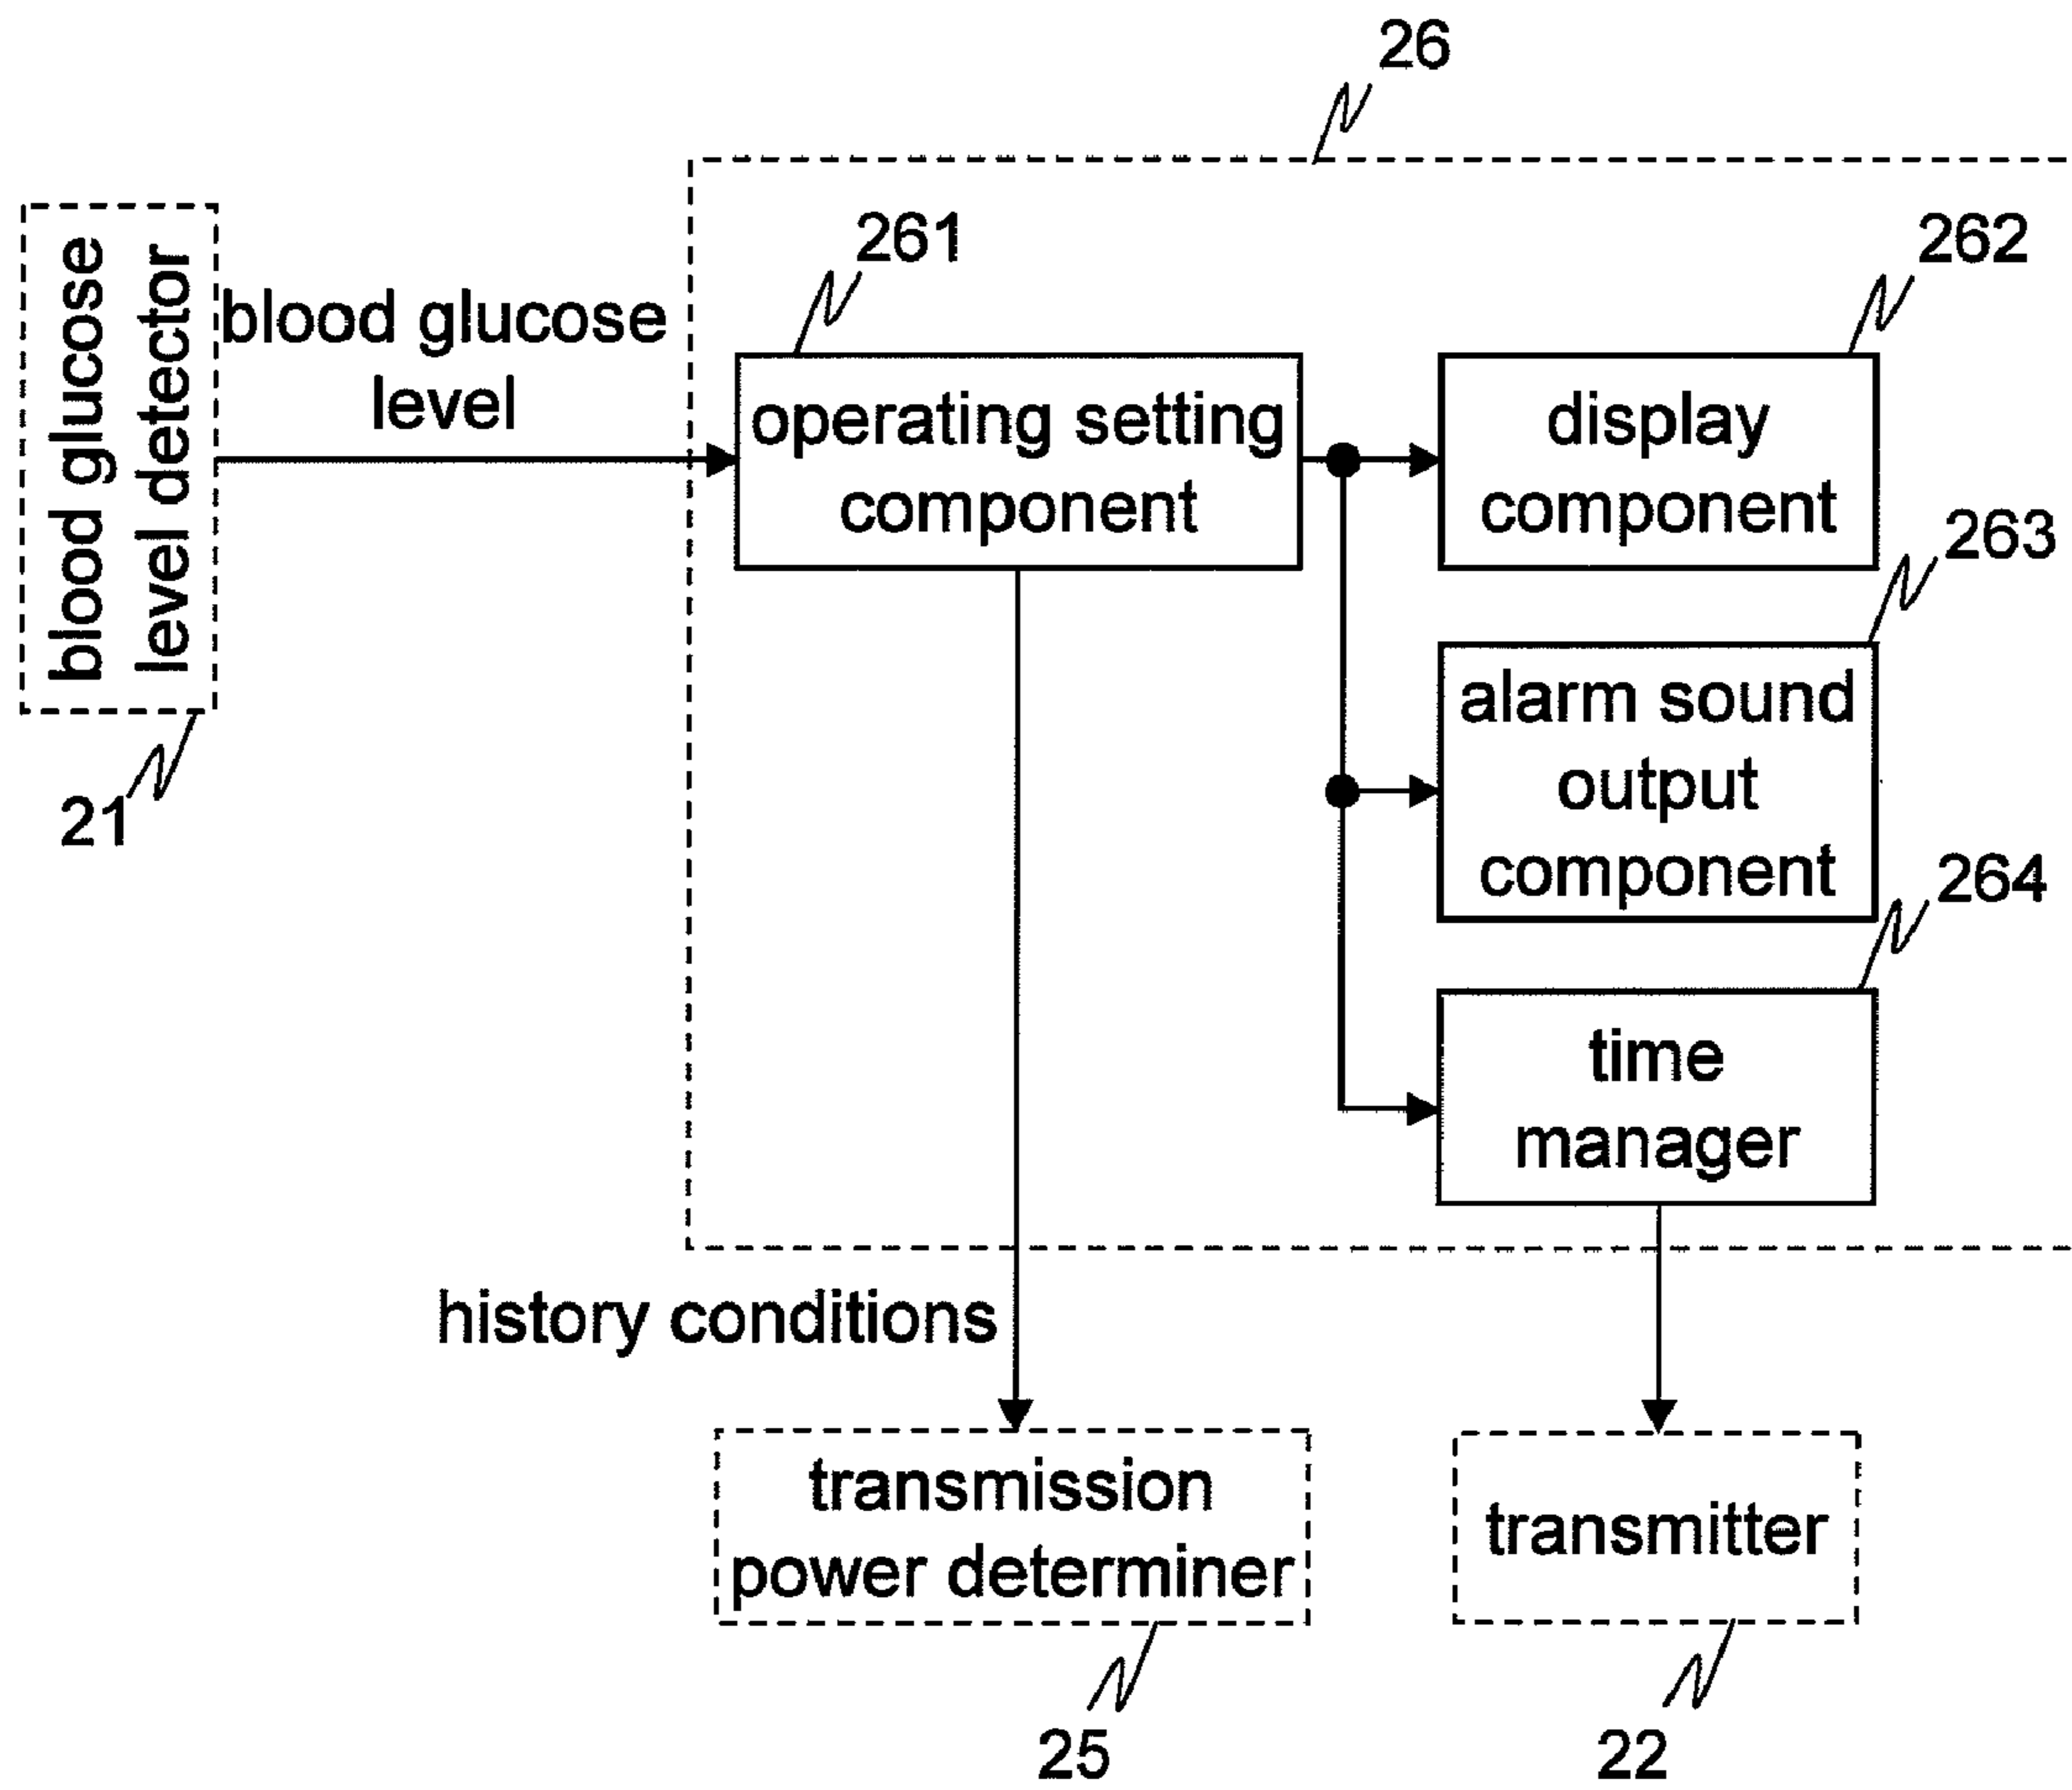 26
261
262
blood glucose
level detector
blood glucose
level
operating setting
component
display
component
263
alarm sound
output
component
21
264
time
manager
history conditions
transmission
power determiner
transmitter
25
22